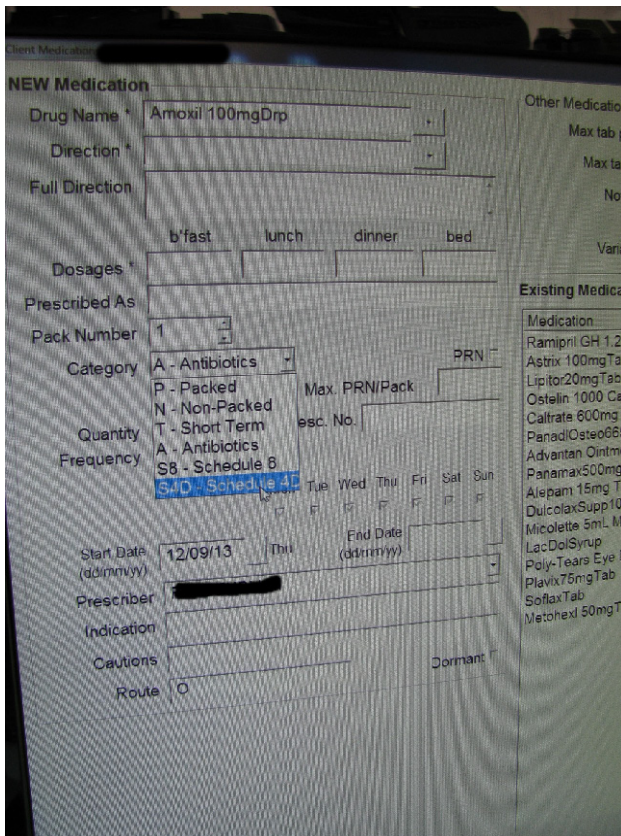 Client Medication
NEW Medication
Drug Name * Amoxil 100mgDrp
Direction *
Full Direction
b'fast lunch dinner bed
Dosages *
Prescribed As
Pack Number 1
Category A - Antibiotics PRN
P - Packed
N - Non-Packed Max. PRN/Pack
T - Short Term
Quantity A - Antibiotics esc. No.
Frequency S8 - Schedule 8
S4D - Schedule 4D Tue Wed Thu Fri Sat Sun
Start Date 12/09/13 Thu End Date
(dd/mm/yy) (dd/mm/yy)
Prescriber
Indication
Cautions
Route O Dormant
Other Medicatio
Max tab
Max ta
No
Vari
Existing Medica
Medication
Ramipril GH 1.2
Astrix 100mgTa
Lipitor20mgTab
Ostelin 1000 Ca
Caltrate 600mg
PanadlOsteo66
Advantan Ointm
Panamax500mg
Alepam 15mg T
DulcolaxSupp10
Micolette 5mL M
LacDolSyrup
Poly-Tears Eye
Plavix75mgTab
SoflaxTab
Metohexl 50mgT